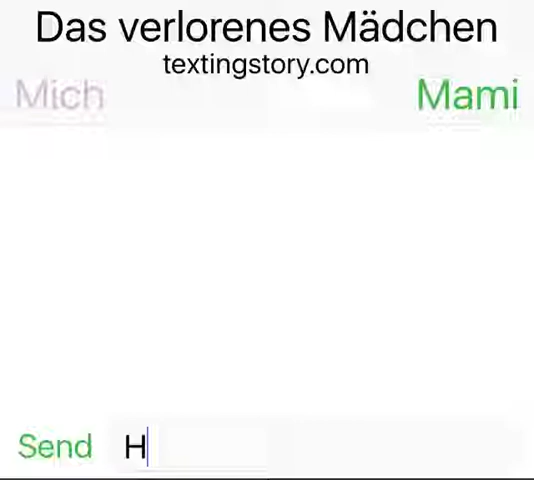 Das verlorenes Mädchen
textingstory.com
Mich
Mami
Send
H